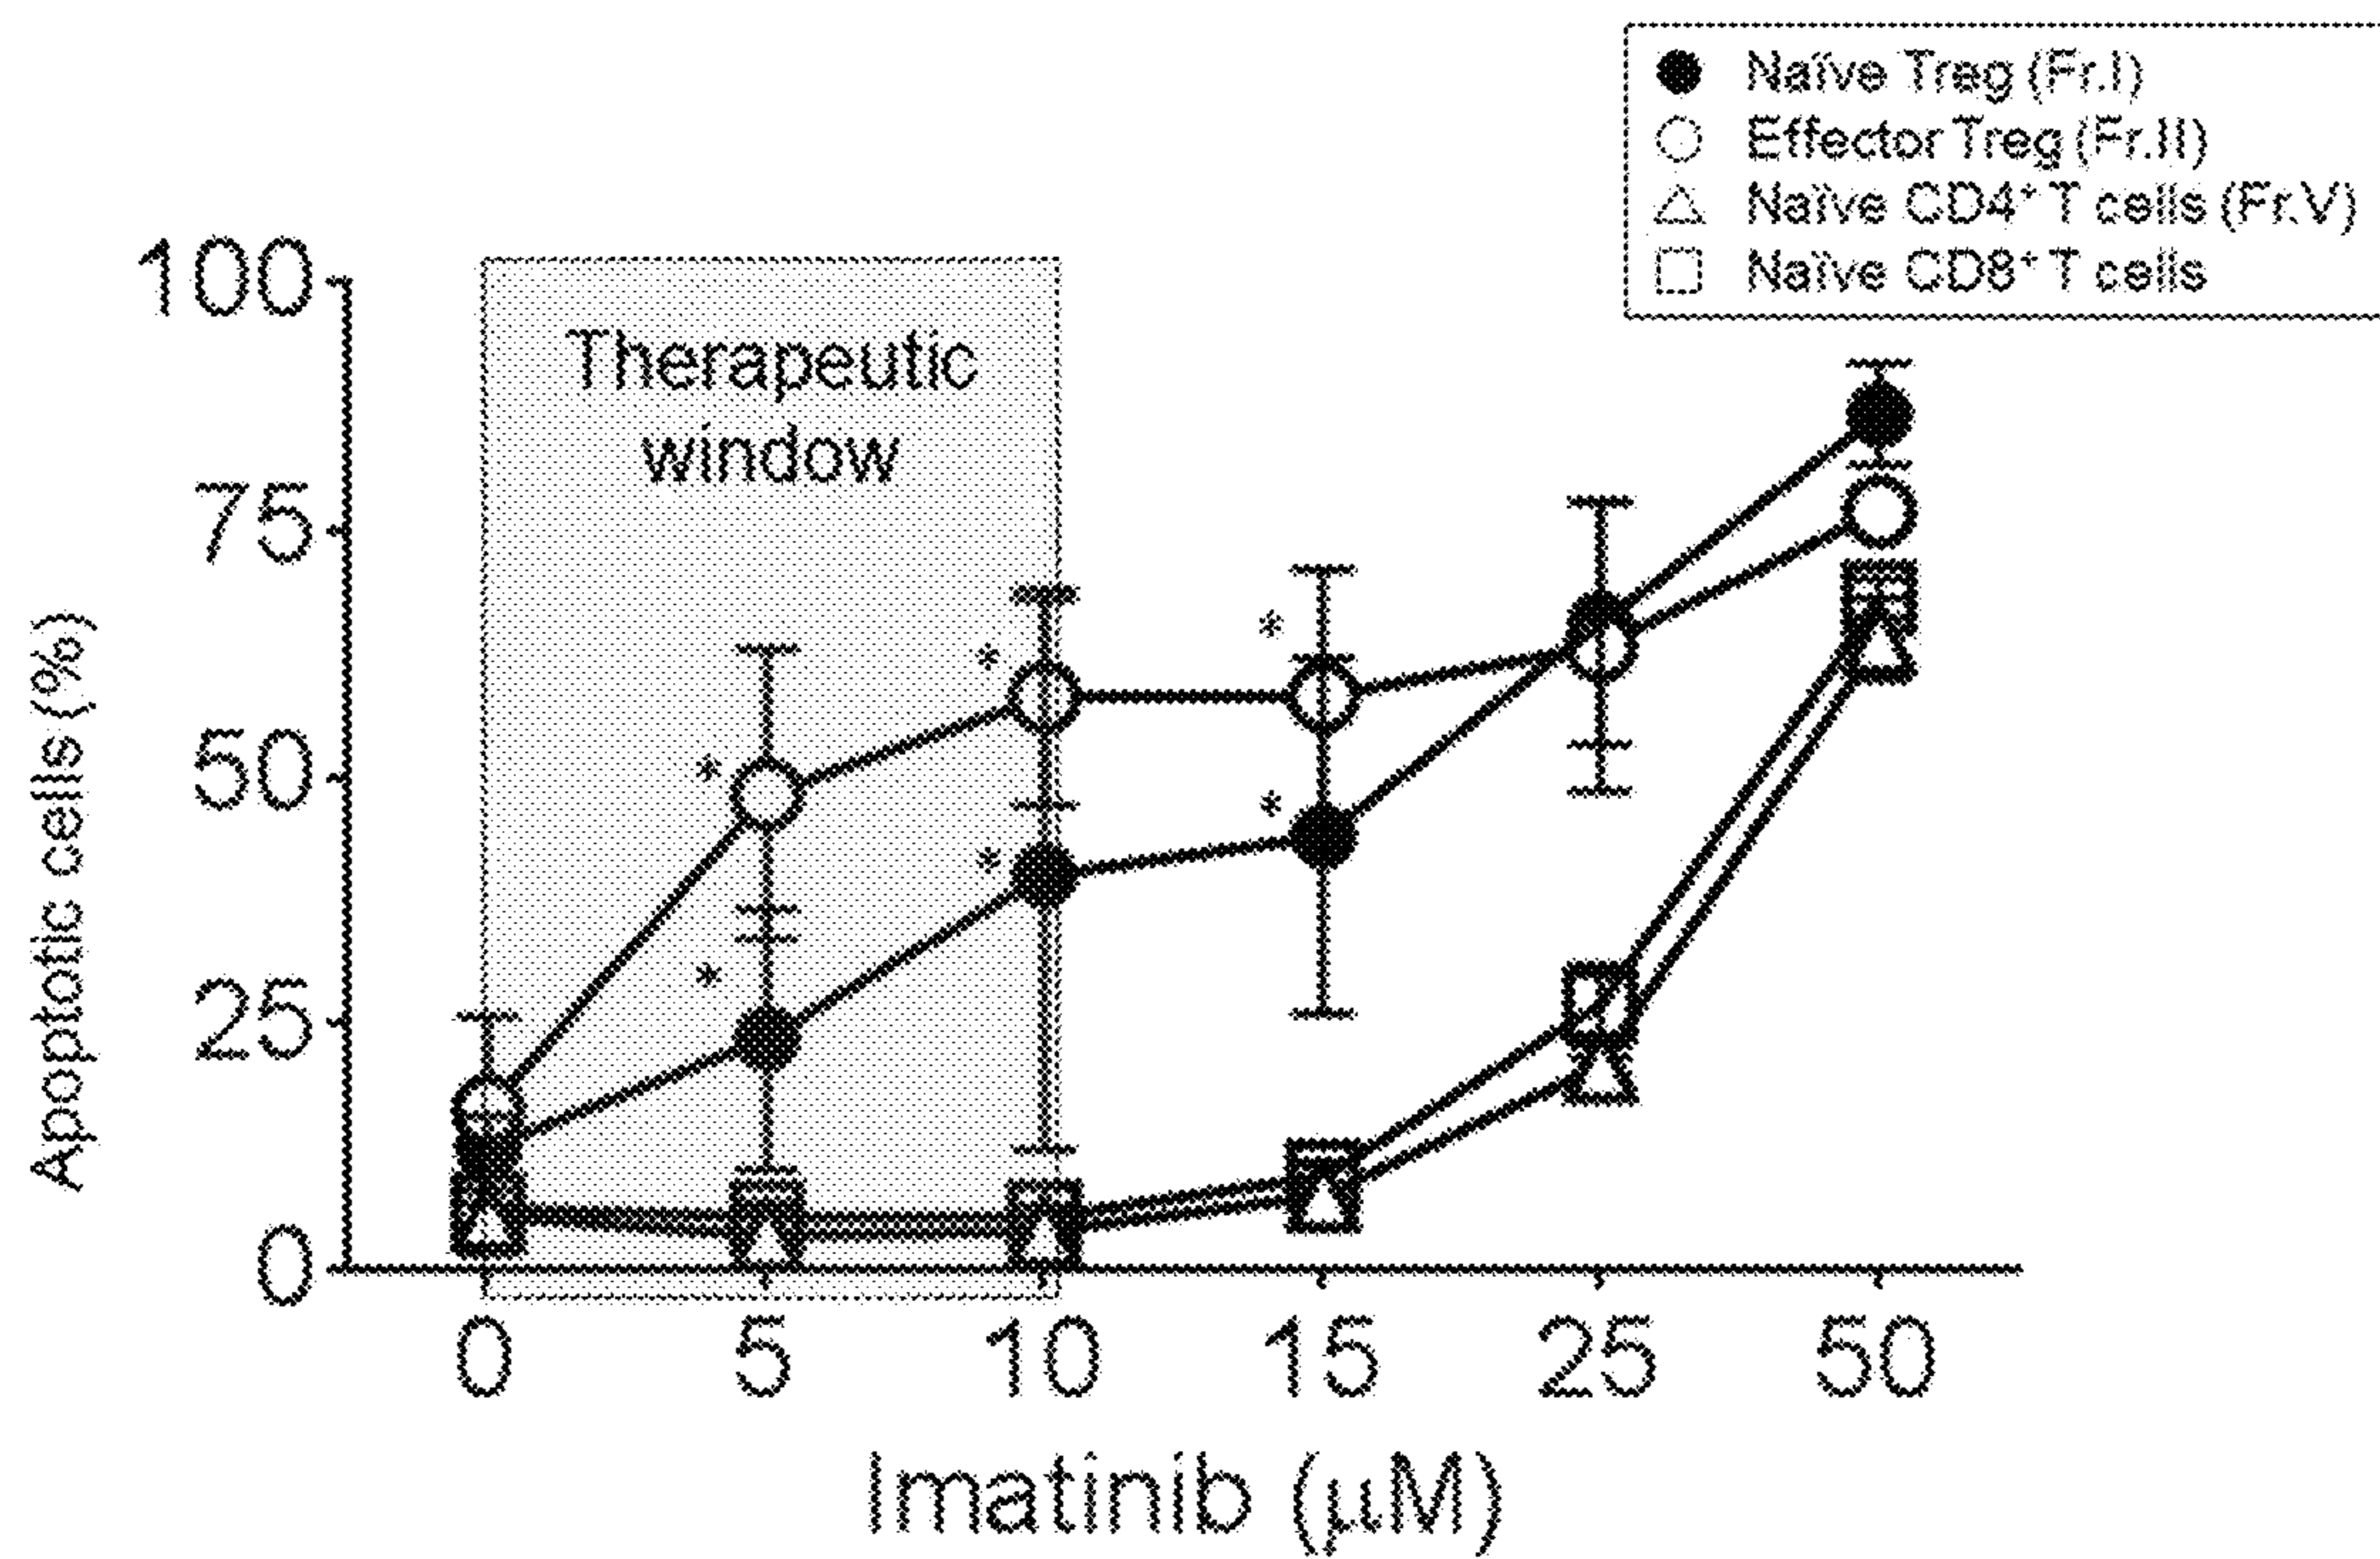 Naïve Treg (Fr.I)
Effector Treg (Fr.II)
Naïve CD4⁺ T cells (Fr.V)
Naïve CD8⁺ T cells
Therapeutic
window
100
75
50
25
0
Apoptotic cells (%)
* * *
* * *
0 5 10 15 25 50
Imatinib (μM)